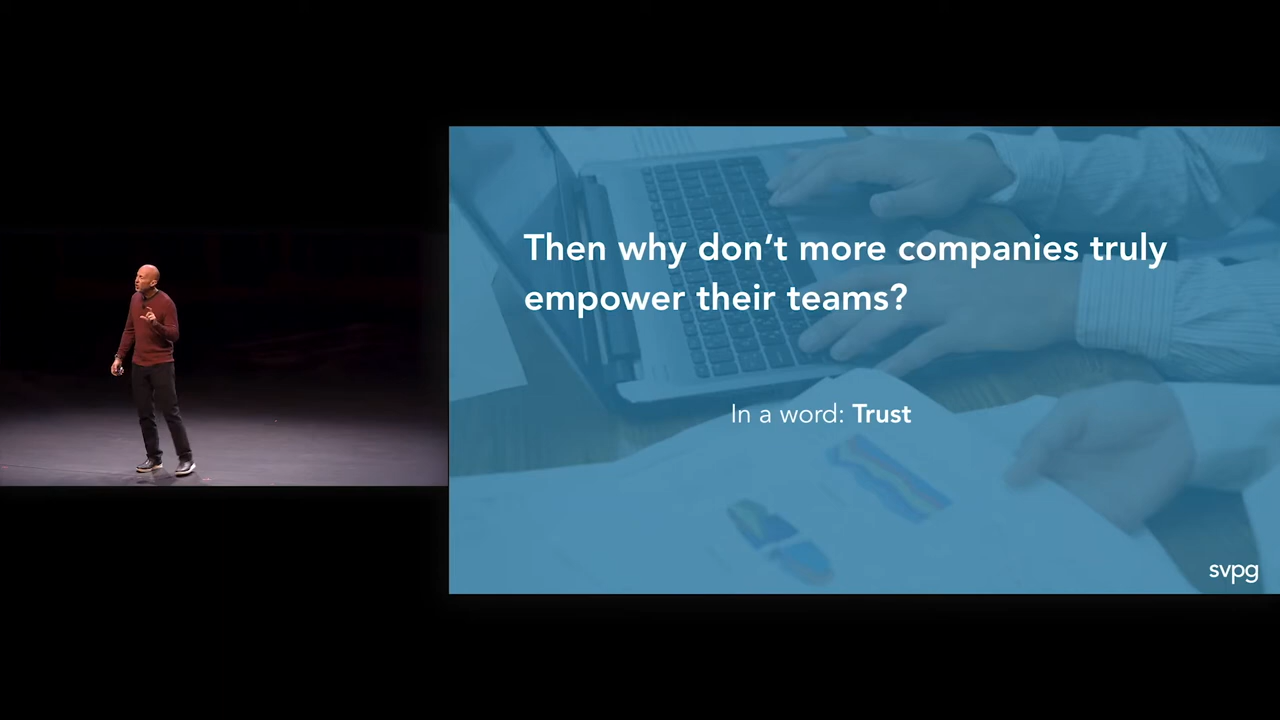 Then why don't more companies truly
empower their teams?
In a word: Trust
svpg